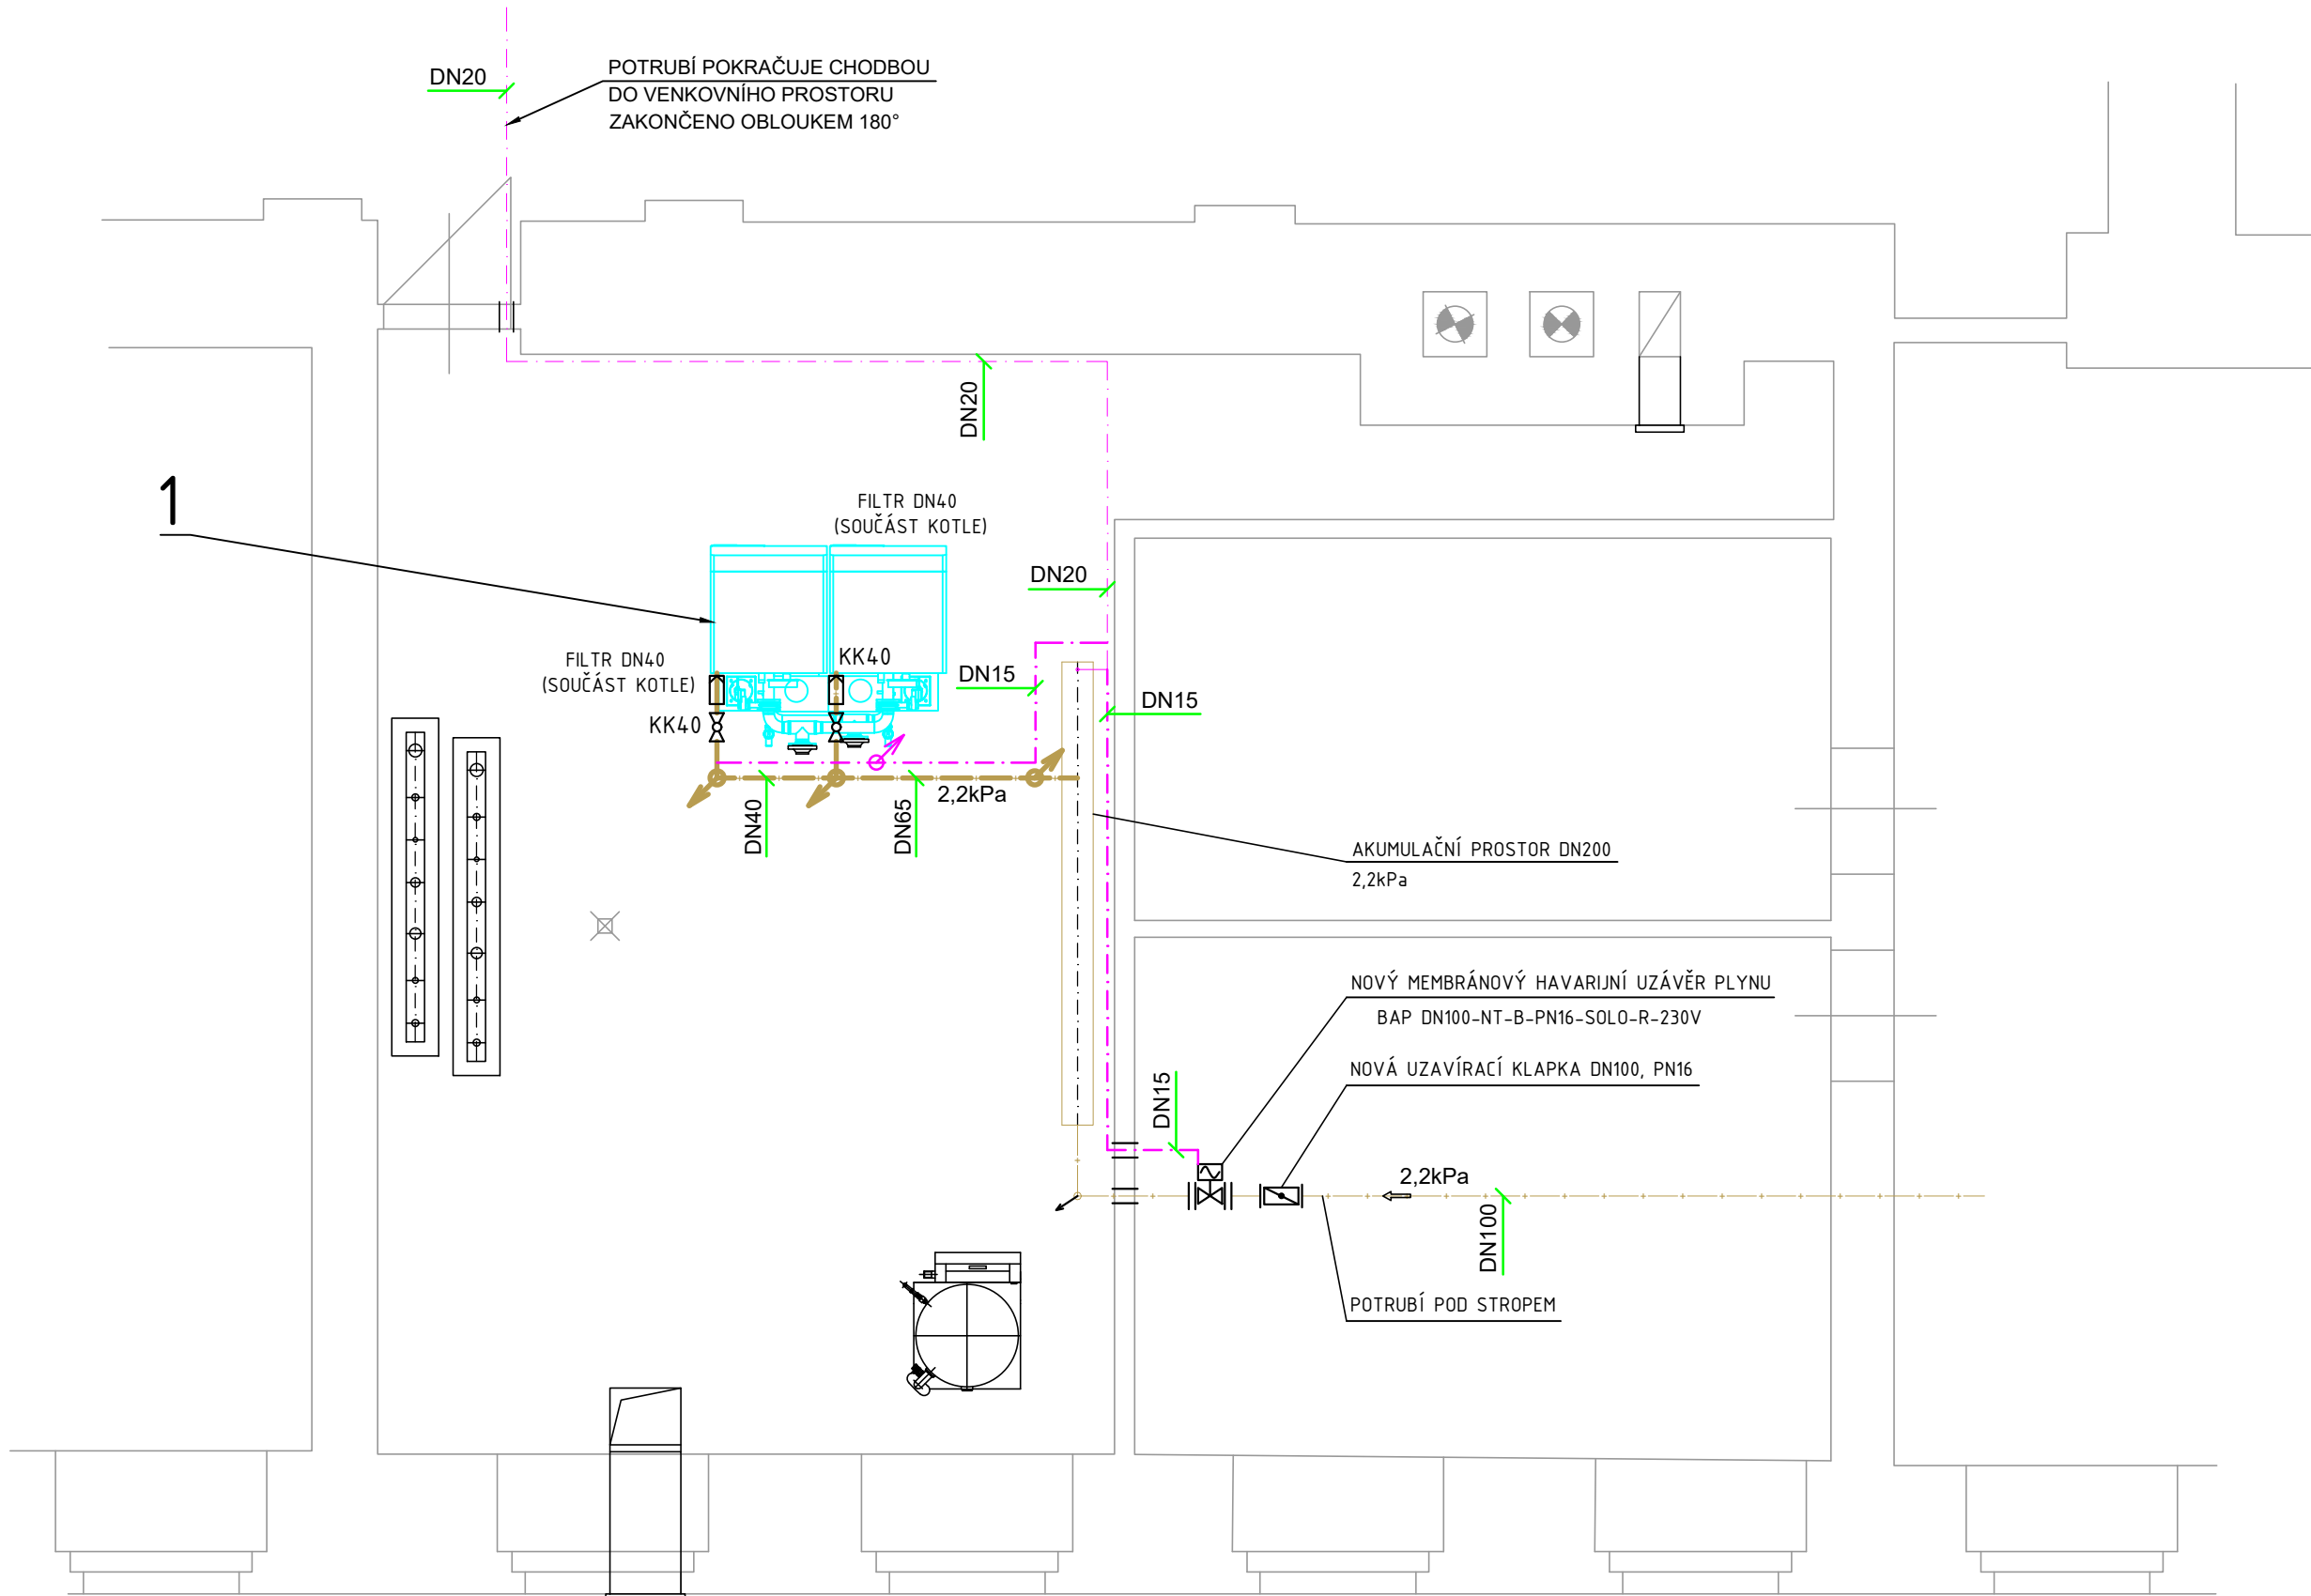 DN20
POTRUBÍ POKRAČUJE CHODBOU
DO VENKOVNÍHO PROSTORU
ZAKONČENO OBLOUKEM 180°
DN20
1
FILTR DN40
(SOUČÁST KOTLE)
DN20
FILTR DN40
(SOUČÁST KOTLE)
KK40
DN15
DN15
KK40
2,2kPa
DN40
DN65
AKUMULAČNÍ PROSTOR DN200
2,2kPa
NOVÝ MEMBRÁNOVÝ HAVARIJNÍ UZÁVĚR PLYNU
BAP DN100-NT-B-PN16-SOLO-R-230V
NOVÁ UZAVÍRACÍ KLAPKA DN100, PN16
DN15
2,2kPa
DN100
POTRUBÍ POD STROPEM